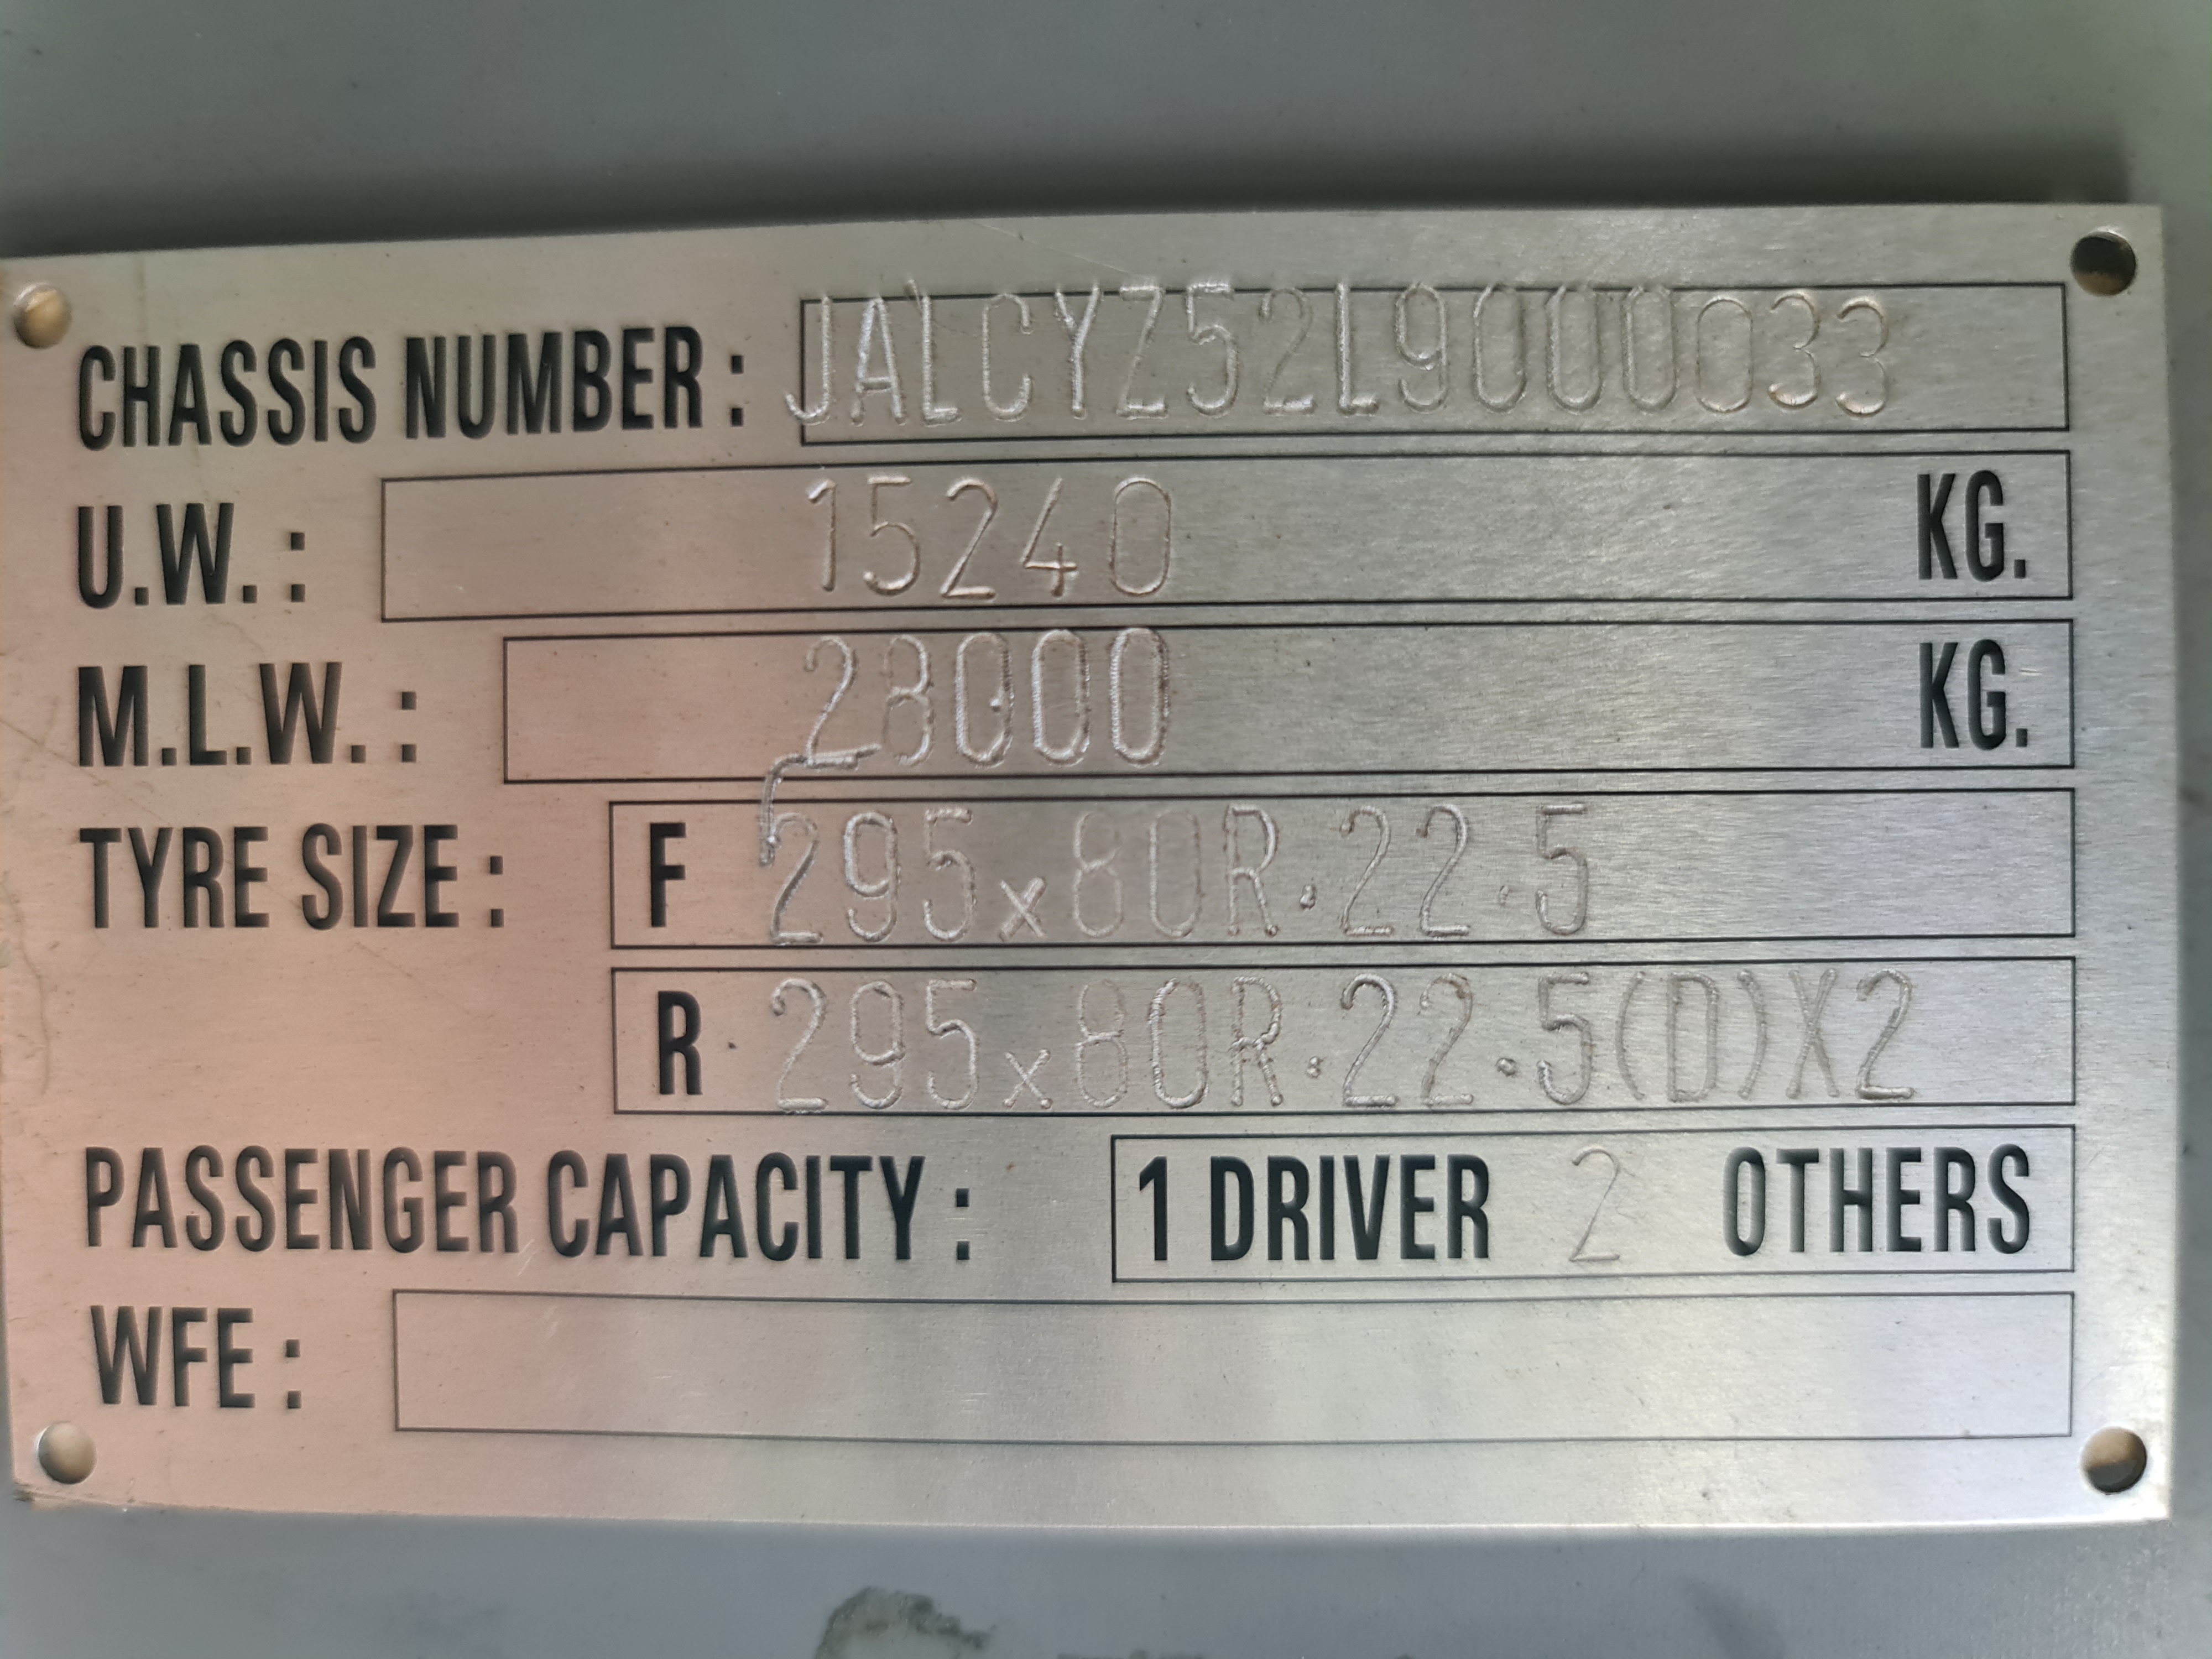 CHASSIS NUMBER : JALCYZ52L9000033
U.W. : 15240 KG.
M.L.W. : 28000 KG.
TYRE SIZE : F 295x80R.22.5
R 295x80R.22.5(D)X2
PASSENGER CAPACITY : 1 DRIVER 2 OTHERS
WFE :